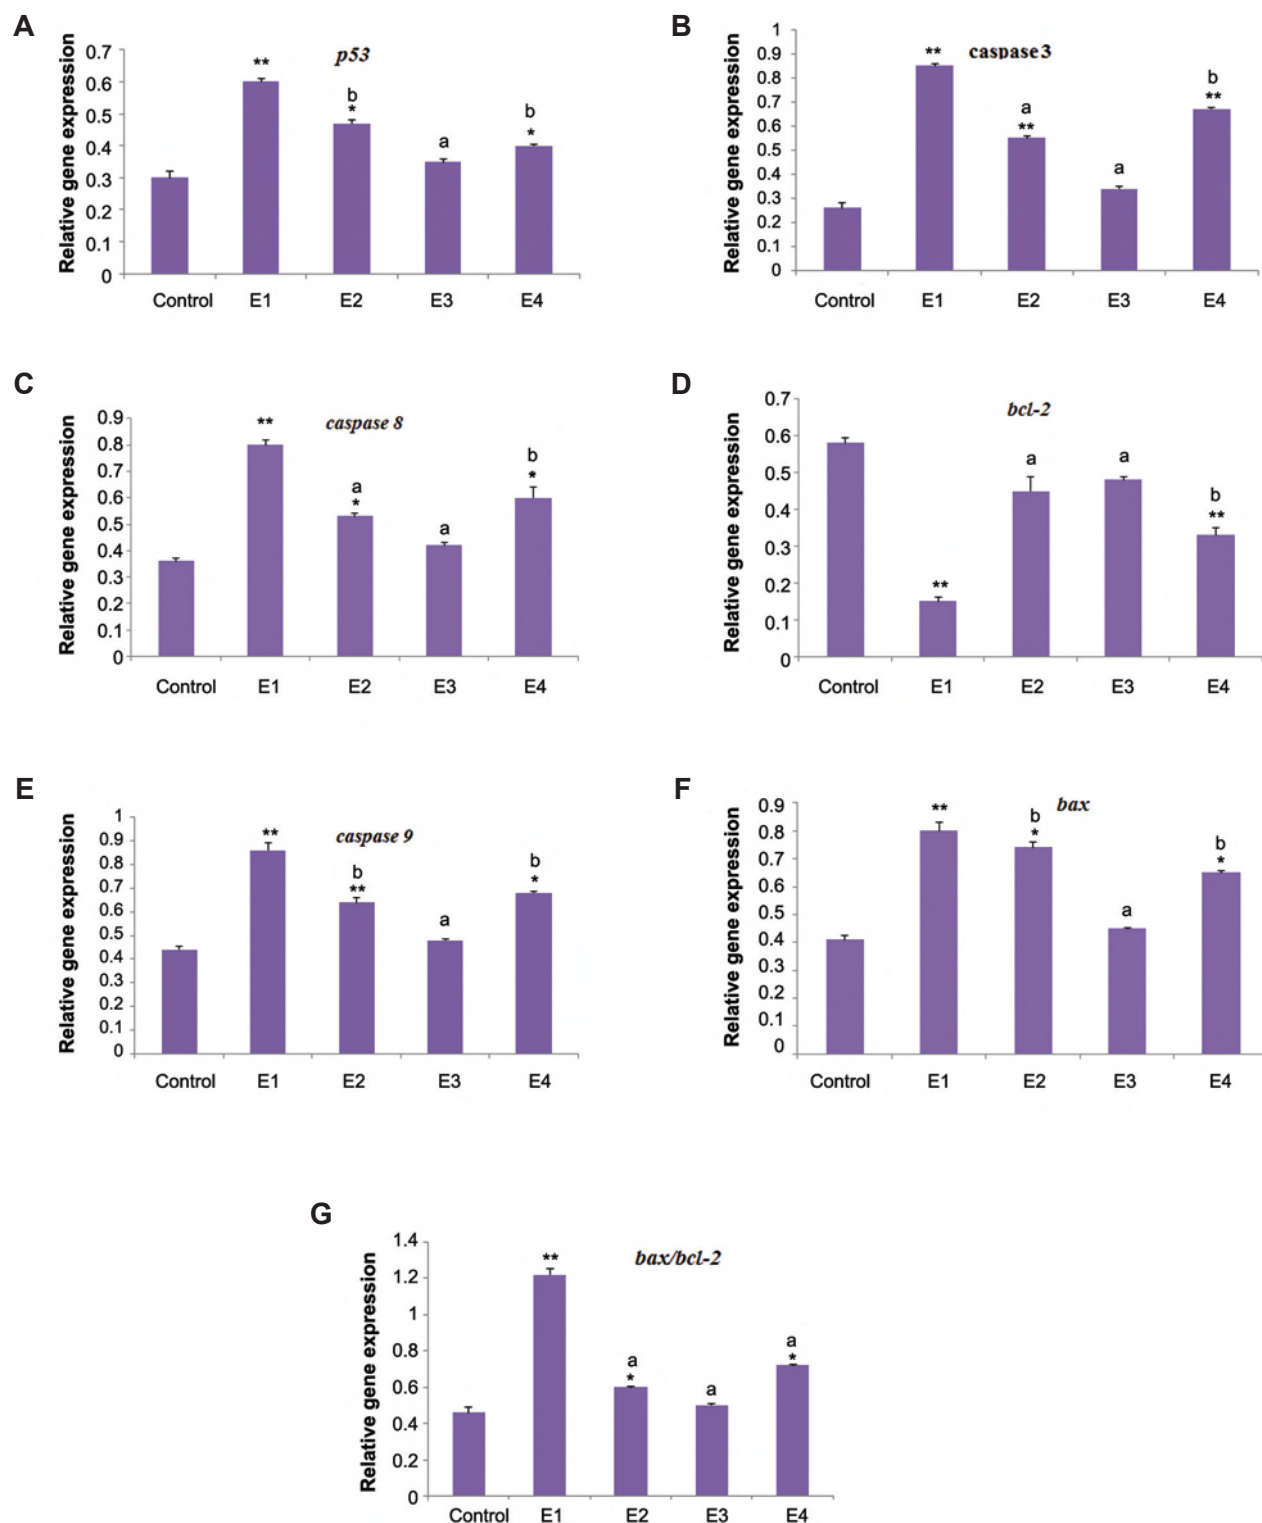 A
p53
Relative gene expression
0.7
0.6
0.5
0.4
0.3
0.2
0.1
0
**
b
*
a
b
*
Control E1 E2 E3 E4
B
caspase 3
Relative gene expression
1
0.9
0.8
0.7
0.6
0.5
0.4
0.3
0.2
0.1
0
**
a
**
a
b
**
Control E1 E2 E3 E4
C
caspase 8
Relative gene expression
0.9
0.8
0.7
0.6
0.5
0.4
0.3
0.2
0.1
0
**
a
*
a
b
*
Control E1 E2 E3 E4
D
bcl-2
Relative gene expression
0.7
0.6
0.5
0.4
0.3
0.2
0.1
0
**
a
a
b
**
Control E1 E2 E3 E4
E
caspase 9
Relative gene expression
1
0.9
0.8
0.7
0.6
0.5
0.4
0.3
0.2
0.1
0
**
b
**
a
b
*
Control E1 E2 E3 E4
F
bax
Relative gene expression
0.9
0.8
0.7
0.6
0.5
0.4
0.3
0.2
0.1
0
**
b
*
a
b
*
Control E1 E2 E3 E4
G
bax/bcl-2
Relative gene expression
1.4
1.2
1
0.8
0.6
0.4
0.2
0
**
a
*
a
a
*
Control E1 E2 E3 E4